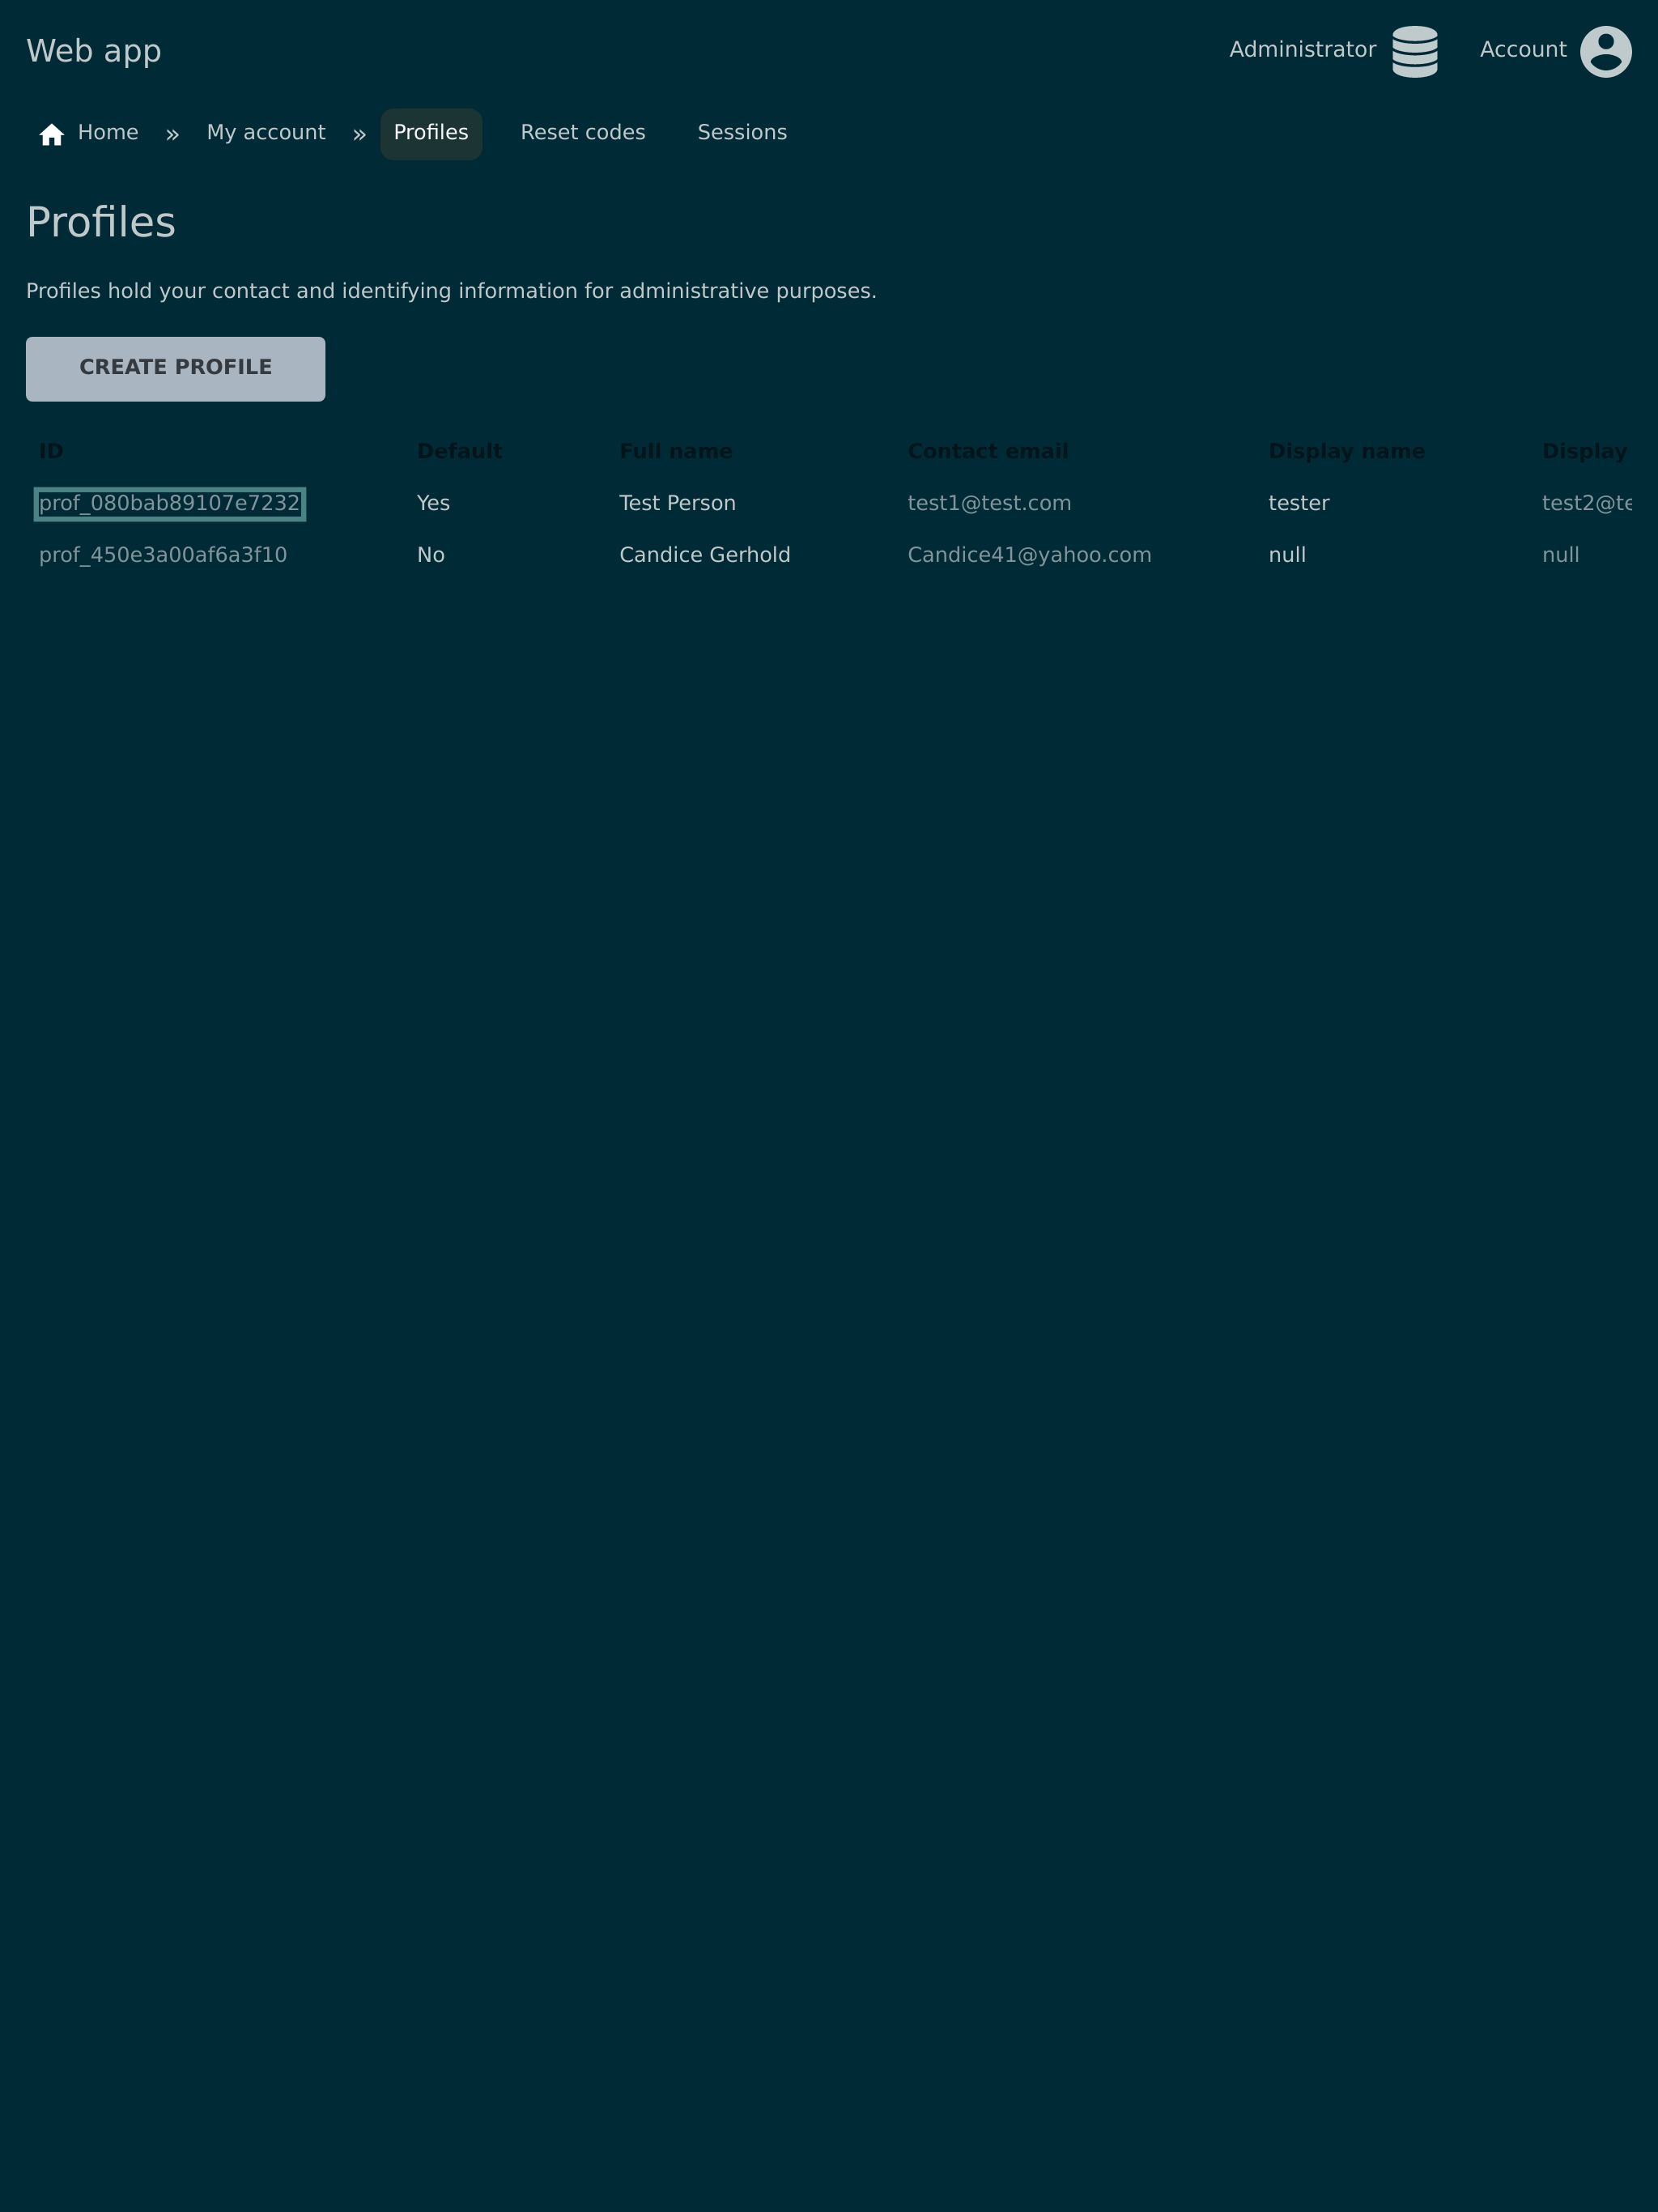 Web app
Administrator
Account
Home » My account » Profiles Reset codes Sessions
Profiles
Profiles hold your contact and identifying information for administrative purposes.
CREATE PROFILE
ID Default Full name Contact email Display name Display
prof_080bab89107e7232 Yes Test Person test1@test.com tester test2@te
prof_450e3a00af6a3f10 No Candice Gerhold Candice41@yahoo.com null null